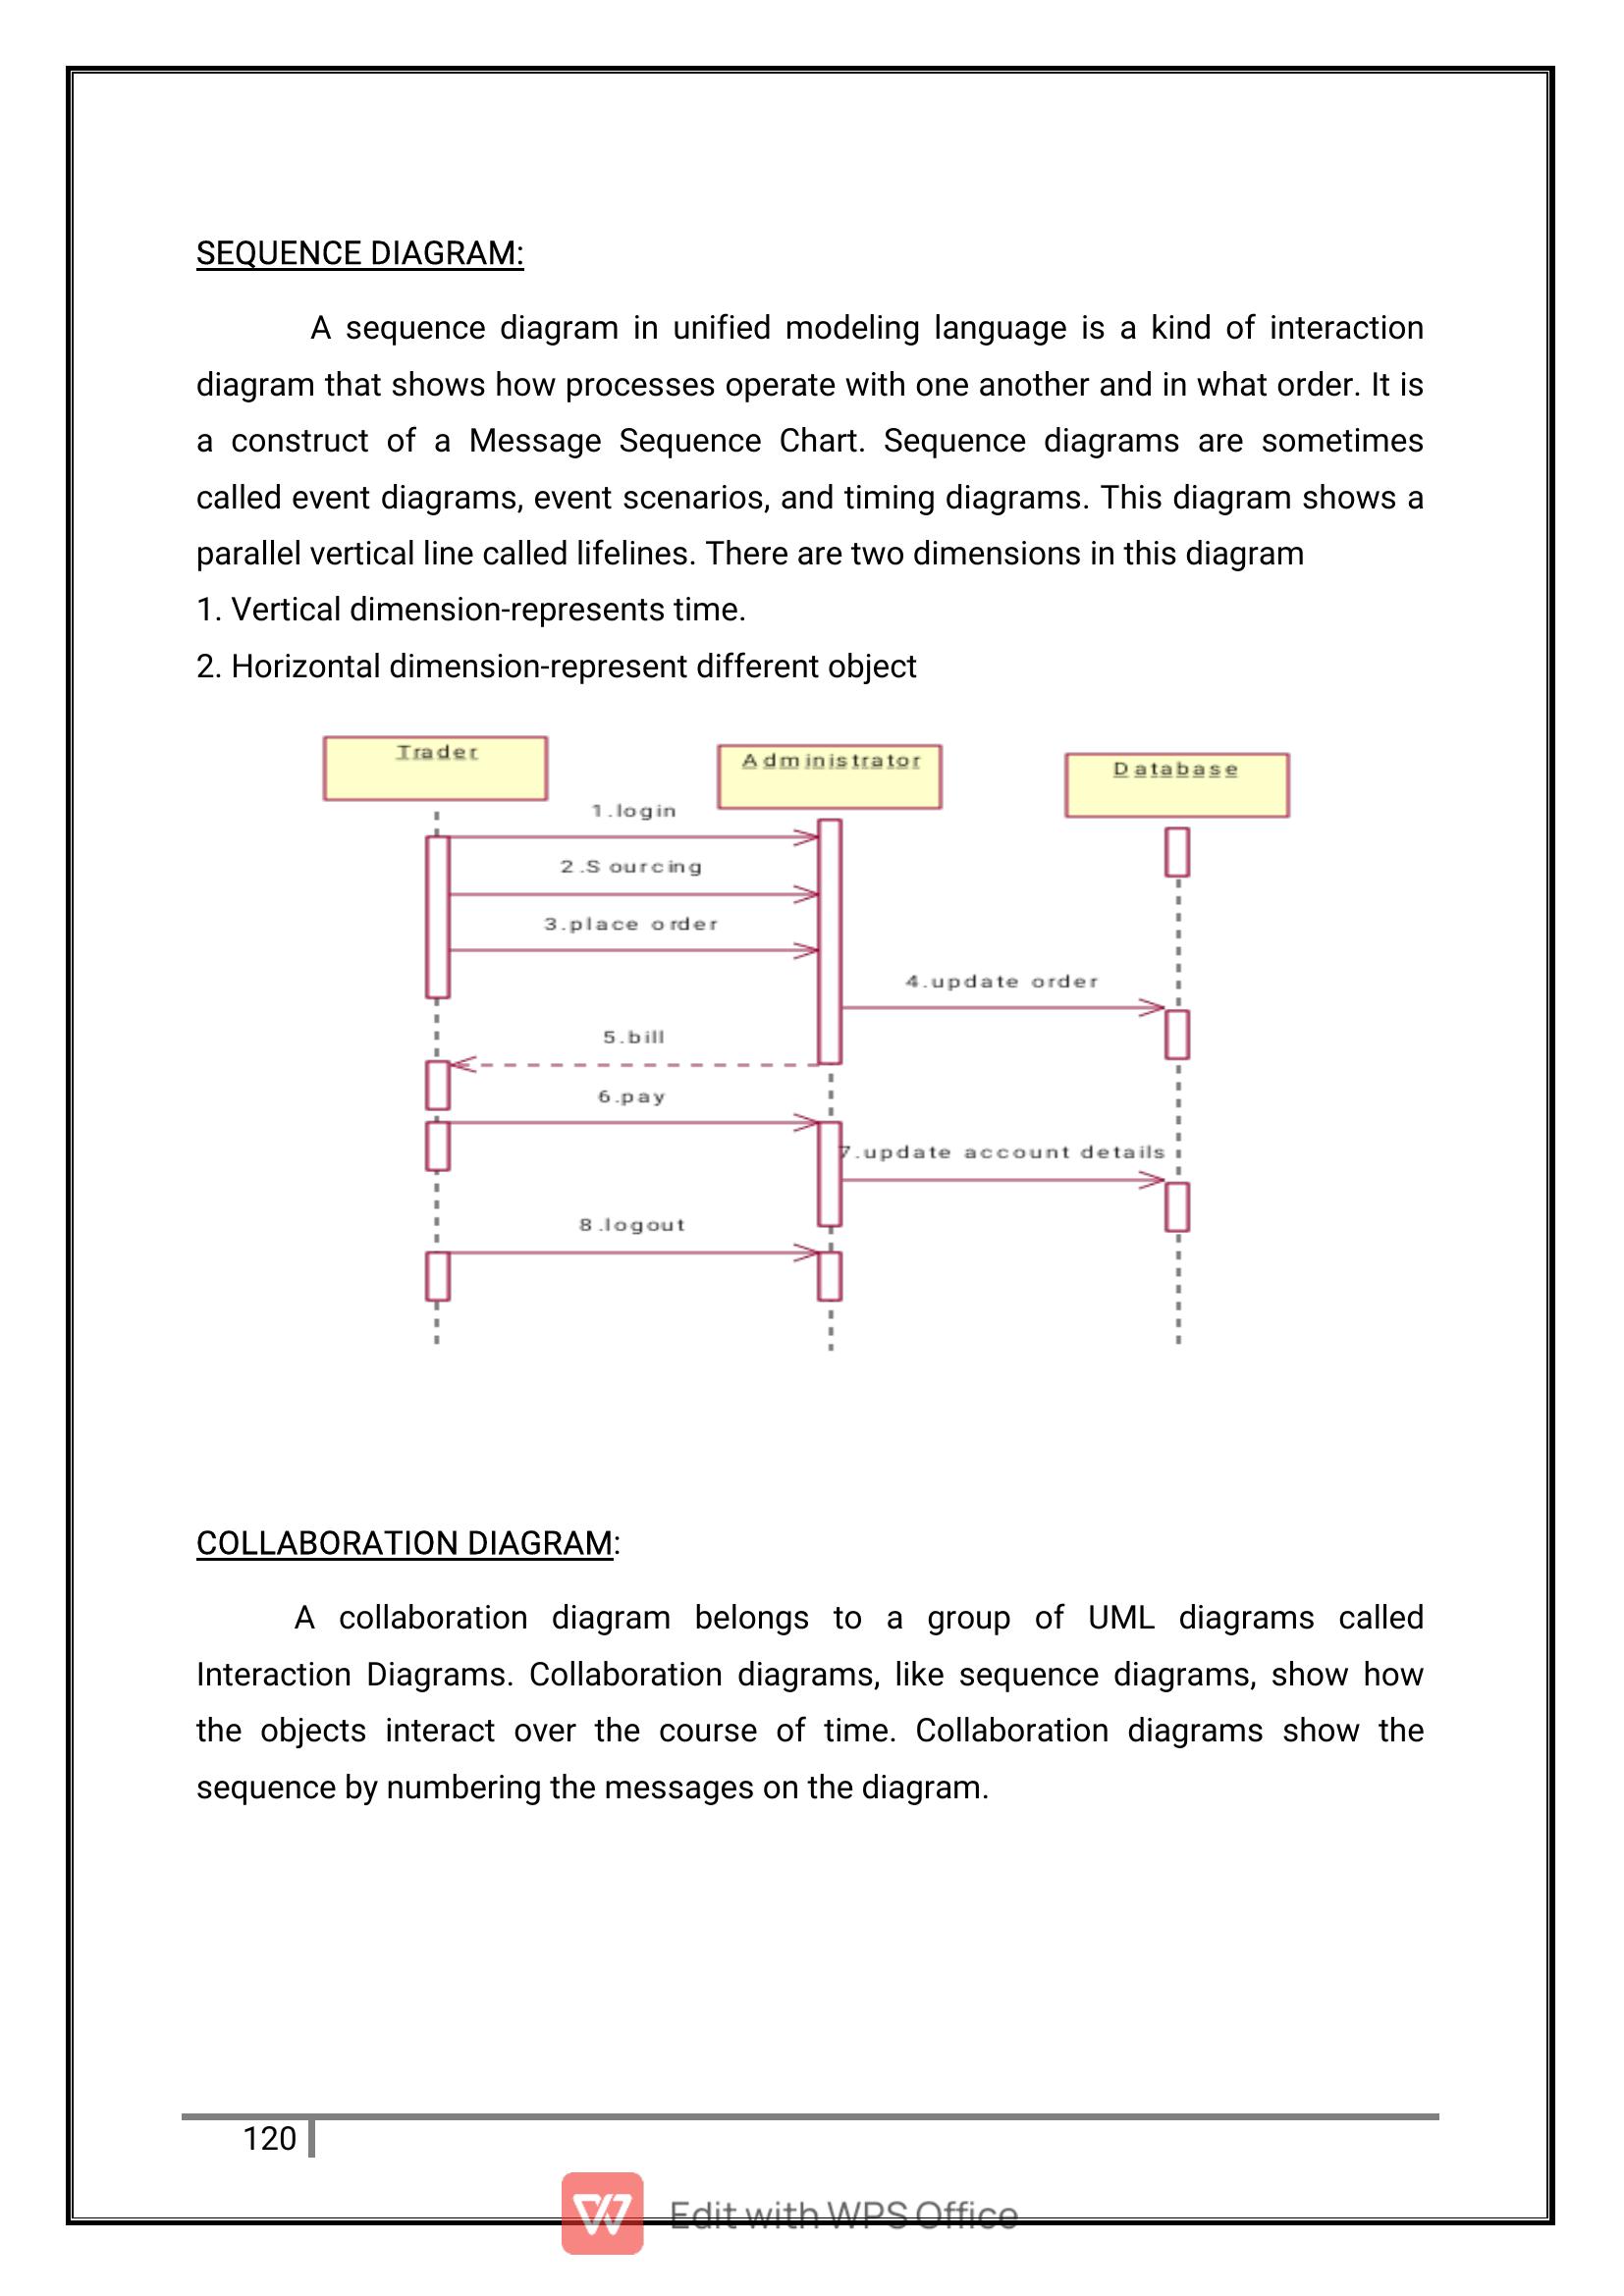 SEQUENCE DIAGRAM:
A sequence diagram in unified modeling language is a kind of interaction
diagram that shows how processes operate with one another and in what order. It is
a construct of a Message Sequence Chart. Sequence diagrams are sometimes
called event diagrams, event scenarios, and timing diagrams. This diagram shows a
parallel vertical line called lifelines. There are two dimensions in this diagram
1. Vertical dimension-represents time.
2. Horizontal dimension-represent different object
Trader
Administrator
Database
1.login
2.Sourcing
3.place order
4.update order
5.bill
6.pay
7.update account details
8.logout
COLLABORATION DIAGRAM:
A collaboration diagram belongs to a group of UML diagrams called
Interaction Diagrams. Collaboration diagrams, like sequence diagrams, show how
the objects interact over the course of time. Collaboration diagrams show the
sequence by numbering the messages on the diagram.
120
Edit with WPS Office